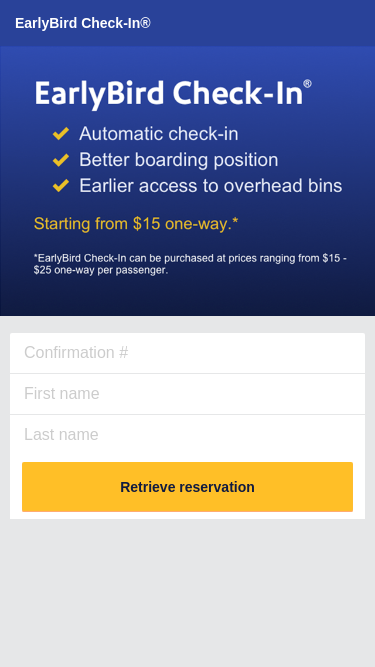 EarlyBird Check-In®
EarlyBird Check-In®
Automatic check-in
Better boarding position
Earlier access to overhead bins
Starting from $15 one-way.*
*EarlyBird Check-In can be purchased at prices ranging from $15 -
$25 one-way per passenger.
Confirmation #
First name
Last name
Retrieve reservation